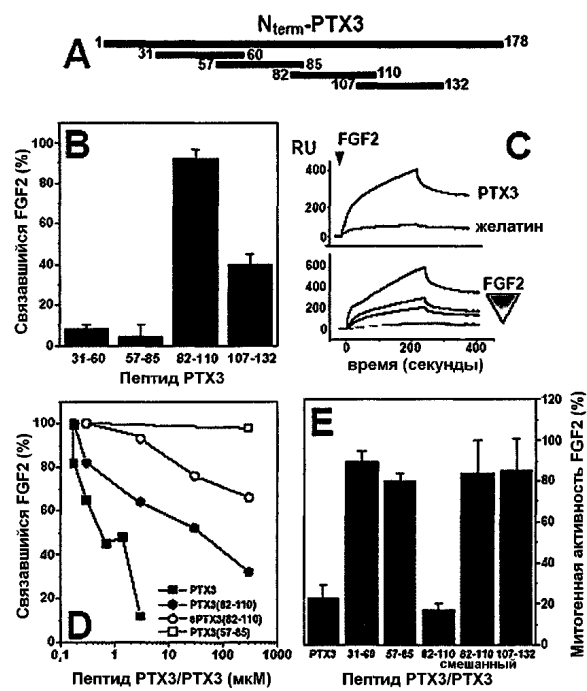 N term-PTX3
A
1 178
31 60
57 85
82 110
107 132
B
Связавшийся FGF2 (%)
100
80
60
40
20
0
31-60 57-85 82-110 107-132
Пептид PTX3
C
RU FGF2
400
200
0
PTX3
желатин
600
400
200
0
FGF2
0 200 400
время (секунды)
D
Связавшийся FGF2 (%)
100
80
60
40
20
0
PTX3
PTX3(82-110)
sPTX3(82-110)
PTX3(57-85)
0,1 1 10 100 1000
Пептид PTX3/PTX3 (мкМ)
E
120
100
80
60
40
20
0
Митогенная активность FGF2 (%)
PTX3 31-60 57-85 82-110 82-110 107-132
смешанный
Пептид PTX3/PTX3